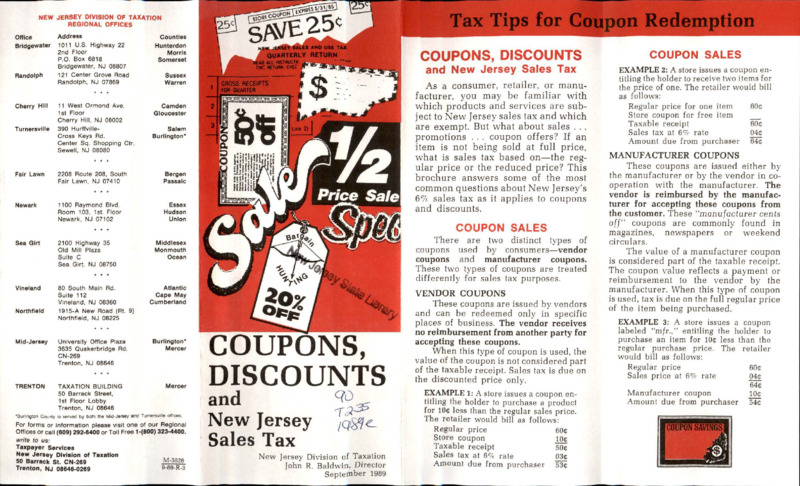 NEW JERSEY DIVISION OF TAXATION
REGIONAL OFFICES
Office Address Counties
Bridgewater 1011 U.S. Highway 22 Hunterdon
2nd Floor Morris
P.O. Box 6818 Somerset
Bridgewater, NJ 08807
Randolph 121 Center Grove Road Sussex
Randolph, NJ 07869 Warren
* * *
Cherry Hill 11 West Ormond Ave. Camden
1st Floor Gloucester
Cherry Hill, NJ 08002
Turnersville 390 Hurffville- Salem
Cross Keys Rd. Burlington*
Center Sq. Shopping Ctr.
Sewell, NJ 08080
* * *
Fair Lawn 2208 Route 208, South Bergen
Fair Lawn, NJ 07410 Passaic
* * *
Newark 1100 Raymond Blvd. Essex
Room 103, 1st. Floor Hudson
Newark, NJ 07102 Union
* * *
Sea Girt 2100 Highway 35 Middlesex
Old Mill Plaza Monmouth
Suite C Ocean
Sea Girt, NJ 08750
* * *
Vineland 80 South Main Rd. Atlantic
Suite 112 Cape May
Vineland, NJ 08360 Cumberland
Northfield 1915-A New Road (Rt. 9)
Northfield, NJ 08225
* * *
Mid-Jersey University Office Plaza Burlington*
3635 Quakerbridge Rd. Mercer
CN-269
Trenton, NJ 08646
* * *
TRENTON TAXATION BUILDING Mercer
50 Barrack Street,
1st Floor Lobby
Trenton, NJ 08646
*Burlington County is served by both the Mid-Jersey and Turnersville offices.
For forms or information please visit one of our Regional
Offices or call (609) 292-6400 or Toll Free 1-(800) 323-4400.
write to us:
Taxpayer Services
New Jersey Division of Taxation
50 Barrack St. CN-269
Trenton, NJ 08646-0269
M-5026
9-89-R-3
25¢ STORE COUPON EXPIRES 5/31/85 25¢
SAVE 25¢
NEW JERSEY SALES AND USE TAX
QUARTERLY RETURN
1 GROSS RECEIPTS
FOR QUARTER
2
3
$
COUPON
50¢
off
1/2
Price Sale
Sale
Spec
Bargain
HUNTING
20%
OFF
New Jersey State Library
COUPONS,
DISCOUNTS
and
New Jersey
Sales Tax
90
T235
1989e
New Jersey Division of Taxation
John R. Baldwin, Director
September 1989
Tax Tips for Coupon Redemption
COUPONS, DISCOUNTS
and New Jersey Sales Tax
As a consumer, retailer, or manu-
facturer, you may be familiar with
which products and services are sub-
ject to New Jersey sales tax and which
are exempt. But what about sales . . .
promotions . . . coupon offers? If an
item is not being sold at full price,
what is sales tax based on—the reg-
ular price or the reduced price? This
brochure answers some of the most
common questions about New Jersey's
6% sales tax as it applies to coupons
and discounts.
COUPON SALES
There are two distinct types of
coupons used by consumers—vendor
coupons and manufacturer coupons.
These two types of coupons are treated
differently for sales tax purposes.
VENDOR COUPONS
These coupons are issued by vendors
and can be redeemed only in specific
places of business. The vendor receives
no reimbursement from another party for
accepting these coupons.
When this type of coupon is used, the
value of the coupon is not considered part
of the taxable receipt. Sales tax is due on
the discounted price only.
EXAMPLE 1: A store issues a coupon en-
titling the holder to purchase a product
for 10¢ less than the regular sales price.
The retailer would bill as follows:
Regular price 60¢
Store coupon 10¢
Taxable receipt 50¢
Sales tax at 6% rate 03¢
Amount due from purchaser 53¢
COUPON SALES
EXAMPLE 2: A store issues a coupon en-
titling the holder to receive two items for
the price of one. The retailer would bill
as follows:
Regular price for one item 60¢
Store coupon for free item
Taxable receipt 60¢
Sales tax at 6% rate 04¢
Amount due from purchaser 64¢
MANUFACTURER COUPONS
These coupons are issued either by
the manufacturer or by the vendor in co-
operation with the manufacturer. The
vendor is reimbursed by the manufac-
turer for accepting these coupons from
the customer. These "manufacturer cents
off" coupons are commonly found in
magazines, newspapers or weekend
circulars.
The value of a manufacturer coupon
is considered part of the taxable receipt.
The coupon value reflects a payment or
reimbursement to the vendor by the
manufacturer. When this type of coupon
is used, tax is due on the full regular price
of the item being purchased.
EXAMPLE 3: A store issues a coupon
labeled "mfr.," entitling the holder to
purchase an item for 10¢ less than the
regular purchase price. The retailer
would bill as follows:
Regular price 60¢
Sales price at 6% rate 04¢
64¢
Manufacturer coupon 10¢
Amount due from purchaser 54¢
COUPON SAVINGS
$